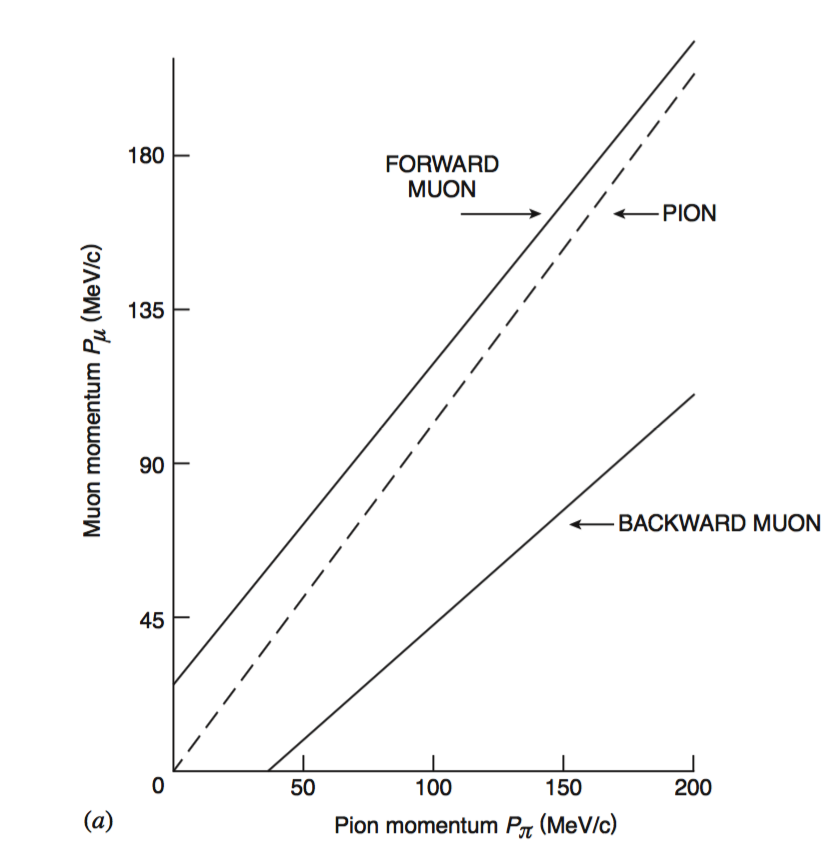 FORWARD
MUON
PION
BACKWARD MUON
Muon momentum Pμ (MeV/c)
180
135
90
45
0
50
100
150
200
Pion momentum Pπ (MeV/c)
(a)